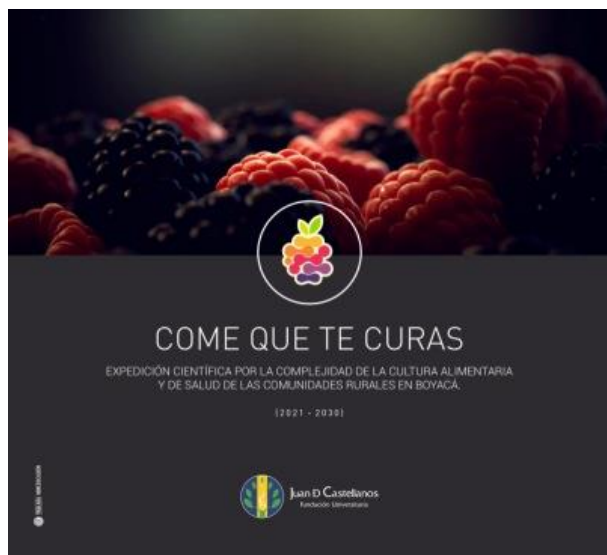 COME QUE TE CURAS
EXPEDICIÓN CIENTÍFICA POR LA COMPLEJIDAD DE LA CULTURA ALIMENTARIA
Y DE SALUD DE LAS COMUNIDADES RURALES EN BOYACÁ.
(2021 - 2030)
Juan D Castellanos
Fundación Universitaria